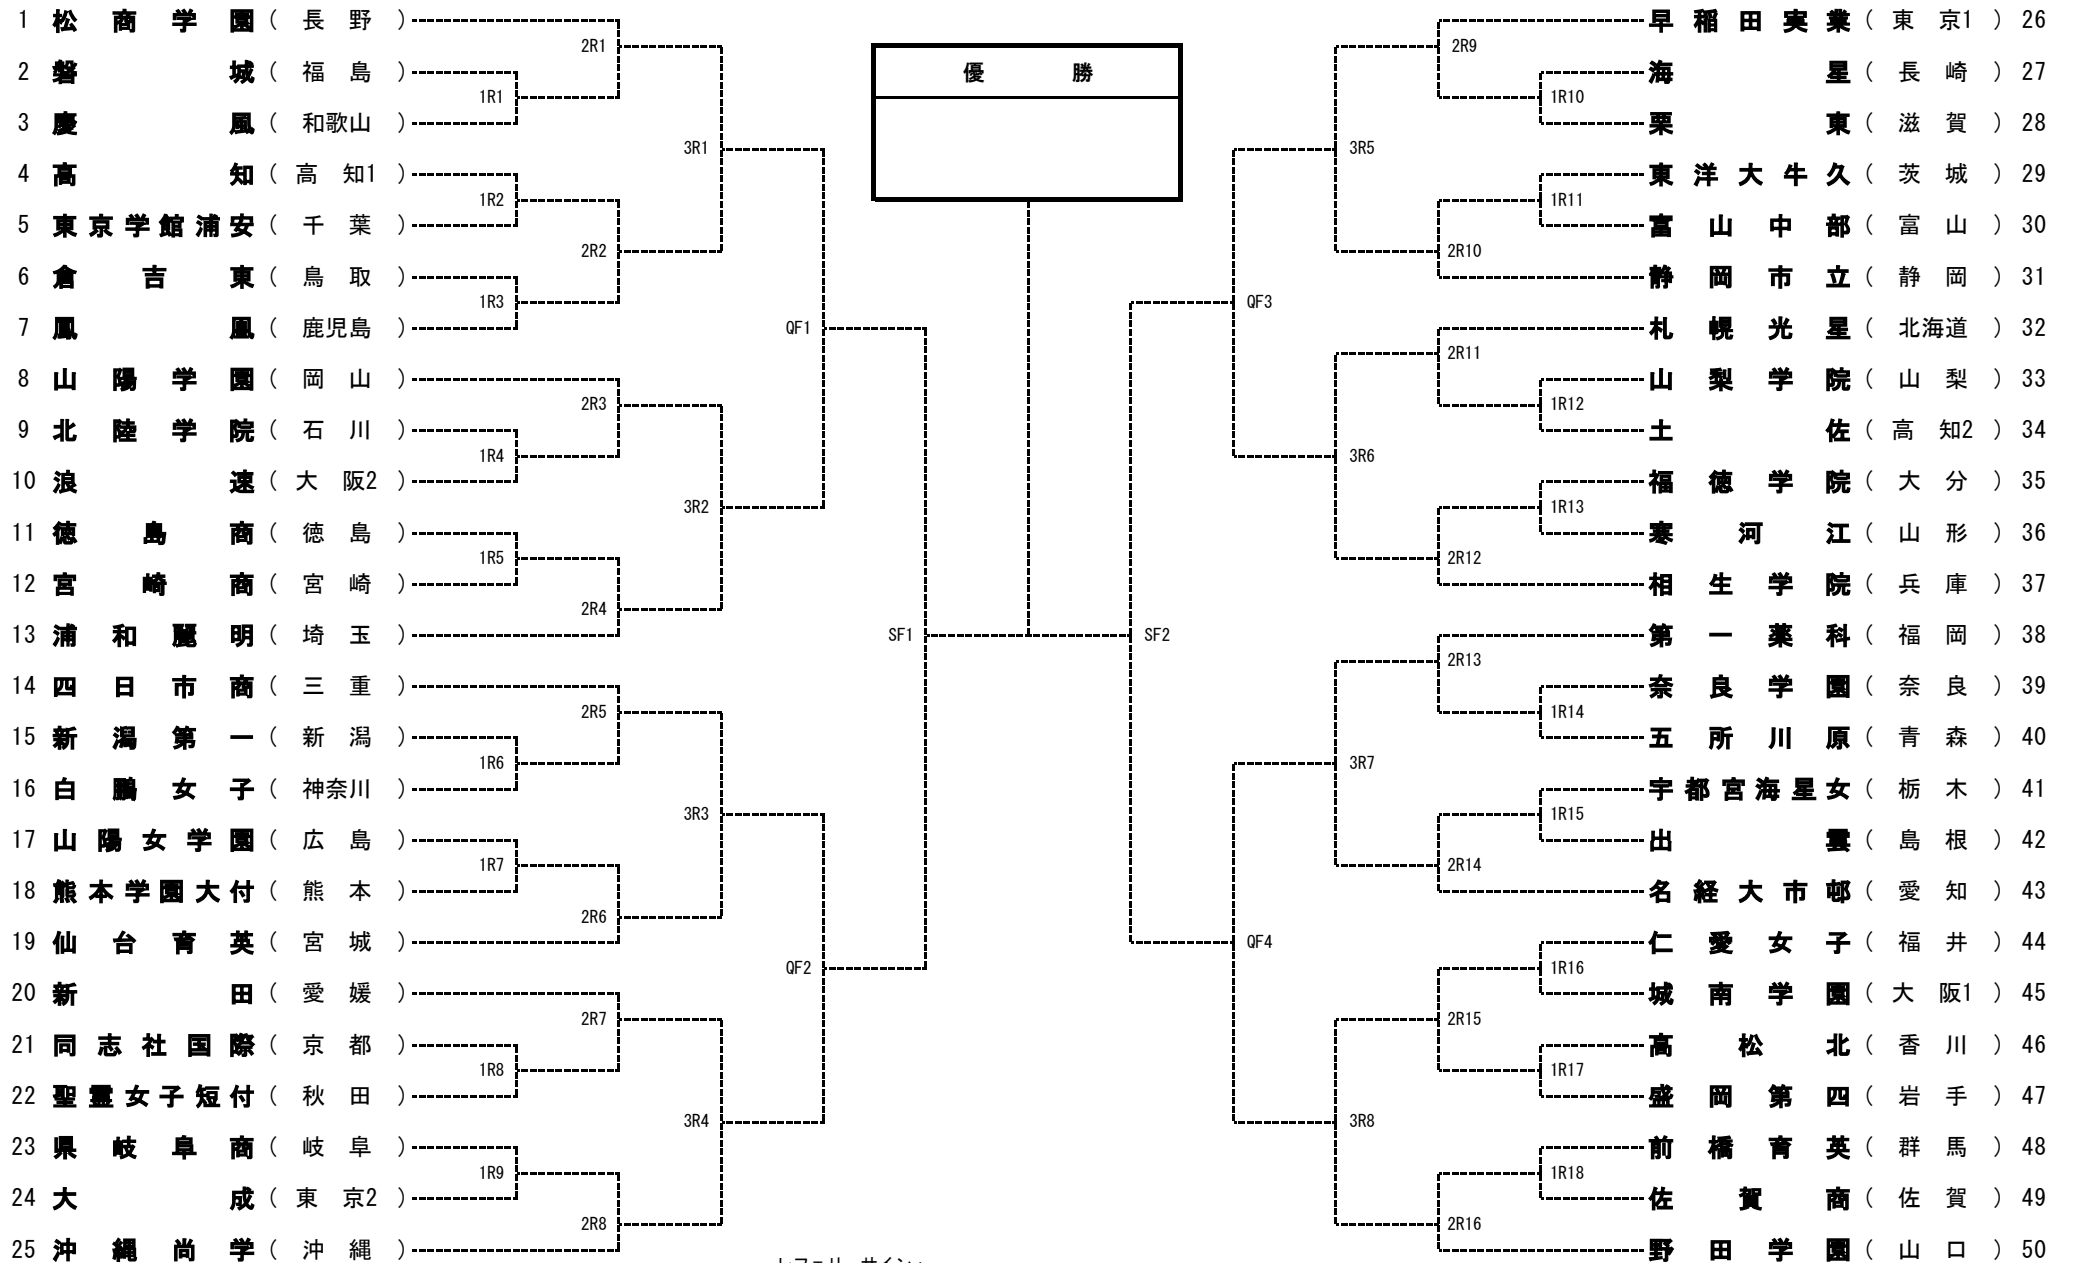 1 松商学園 ( 長野 )
2R1
2 磐城 ( 福島 )
1R1
3 慶風 ( 和歌山 )
3R1
4 高知 ( 高知1 )
1R2
5 東京学館浦安 ( 千葉 )
2R2
6 倉吉東 ( 鳥取 )
1R3
7 鳳凰 ( 鹿児島 )
QF1
8 山陽学園 ( 岡山 )
2R3
9 北陸学院 ( 石川 )
1R4
10 浪速 ( 大阪2 )
3R2
11 徳島商 ( 徳島 )
1R5
12 宮崎商 ( 宮崎 )
2R4
13 浦和麗明 ( 埼玉 )
SF1
14 四日市商 ( 三重 )
2R5
15 新潟第一 ( 新潟 )
1R6
16 白鵬女子 ( 神奈川 )
3R3
17 山陽女学園 ( 広島 )
1R7
18 熊本学園大付 ( 熊本 )
2R6
19 仙台育英 ( 宮城 )
QF2
20 新田 ( 愛媛 )
2R7
21 同志社国際 ( 京都 )
1R8
22 聖霊女子短付 ( 秋田 )
3R4
23 県岐阜商 ( 岐阜 )
1R9
24 大成 ( 東京2 )
2R8
25 沖縄尚学 ( 沖縄 )
優勝
早稲田実業 ( 東京1 ) 26
2R9
海星 ( 長崎 ) 27
1R10
栗東 ( 滋賀 ) 28
3R5
東洋大牛久 ( 茨城 ) 29
1R11
富山中部 ( 富山 ) 30
2R10
静岡市立 ( 静岡 ) 31
QF3
札幌光星 ( 北海道 ) 32
2R11
山梨学院 ( 山梨 ) 33
1R12
土佐 ( 高知2 ) 34
3R6
福徳学院 ( 大分 ) 35
1R13
寒河江 ( 山形 ) 36
2R12
相生学院 ( 兵庫 ) 37
SF2
第一薬科 ( 福岡 ) 38
2R13
奈良学園 ( 奈良 ) 39
1R14
五所川原 ( 青森 ) 40
3R7
宇都宮海星女 ( 栃木 ) 41
1R15
出雲 ( 島根 ) 42
2R14
名経大市邨 ( 愛知 ) 43
QF4
仁愛女子 ( 福井 ) 44
1R16
城南学園 ( 大阪1 ) 45
2R15
高松北 ( 香川 ) 46
1R17
盛岡第四 ( 岩手 ) 47
3R8
前橋育英 ( 群馬 ) 48
1R18
佐賀商 ( 佐賀 ) 49
2R16
野田学園 ( 山口 ) 50